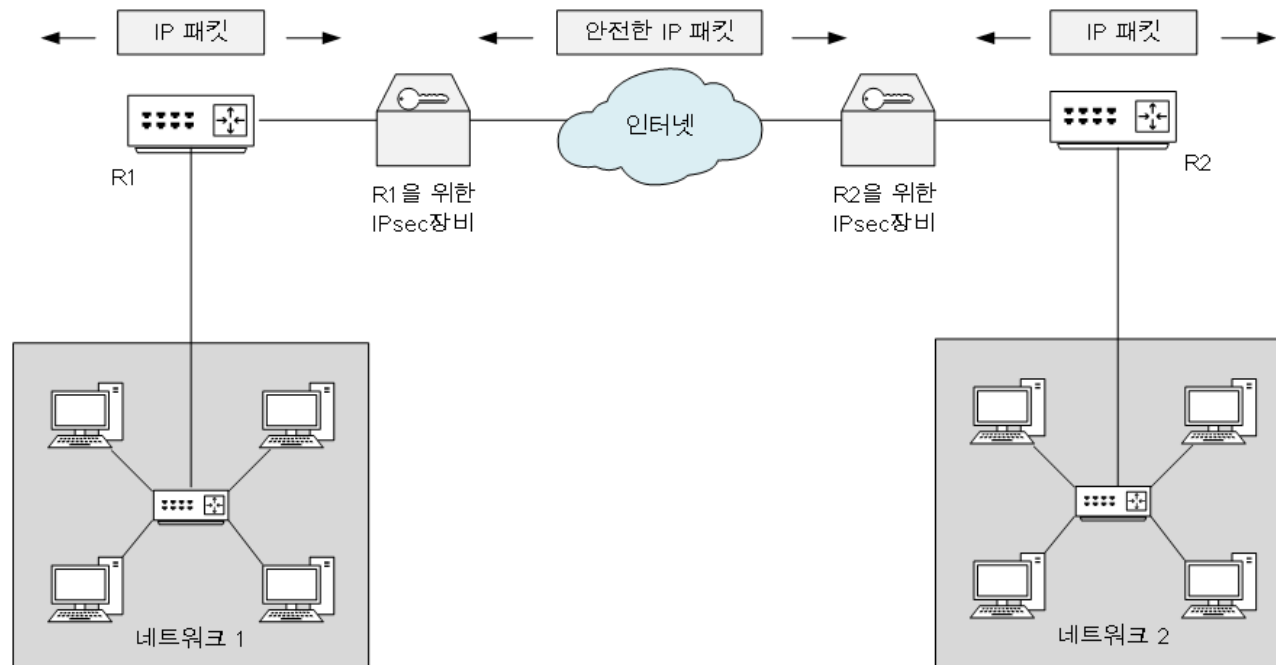 IP 패킷
안전한 IP 패킷
IP 패킷
인터넷
R1
R1을 위한
IPsec장비
R2을 위한
IPsec장비
R2
네트워크 1
네트워크 2